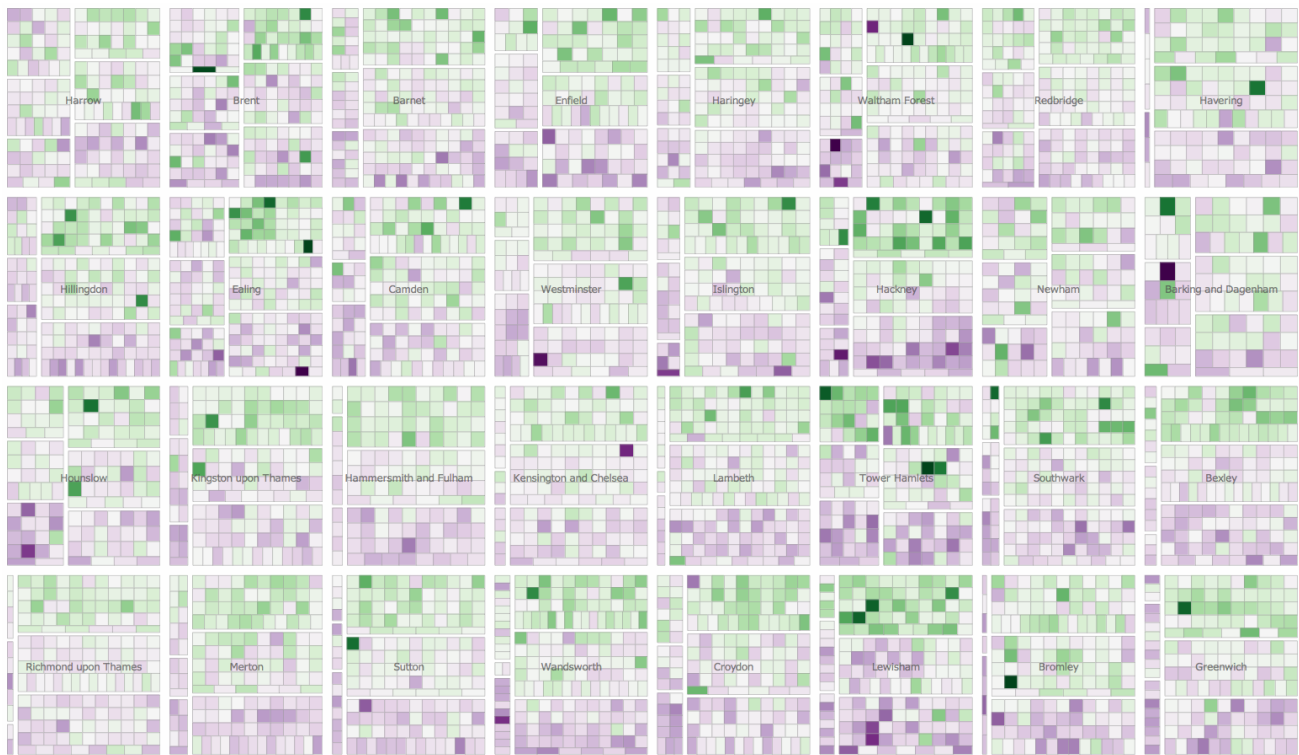 Harrow
Brent
Barnet
Enfield
Haringey
Waltham Forest
Redbridge
Havering
Hillingdon
Ealing
Camden
Westminster
Islington
Hackney
Newham
Barking and Dagenham
Hounslow
Kingston upon Thames
Hammersmith and Fulham
Kensington and Chelsea
Lambeth
Tower Hamlets
Southwark
Bexley
Richmond upon Thames
Merton
Sutton
Wandsworth
Croydon
Lewisham
Bromley
Greenwich